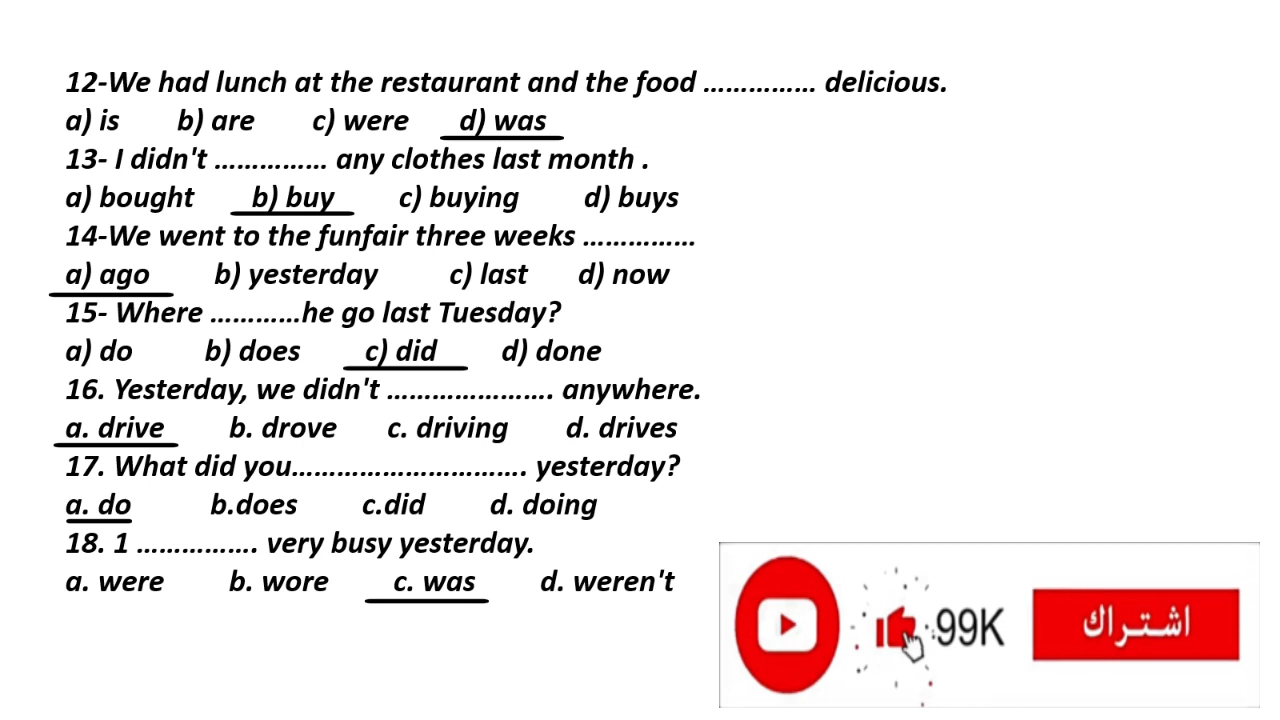 12-We had lunch at the restaurant and the food …………… delicious.
a) is b) are c) were d) was
13- I didn't …………… any clothes last month .
a) bought b) buy c) buying d) buys
14-We went to the funfair three weeks ……………
a) ago b) yesterday c) last d) now
15- Where …………he go last Tuesday?
a) do b) does c) did d) done
16. Yesterday, we didn't …………………. anywhere.
a. drive b. drove c. driving d. drives
17. What did you…………………………. yesterday?
a. do b.does c.did d. doing
18. 1 ……………. very busy yesterday.
a. were b. wore c. was d. weren't
99K
اشتراك